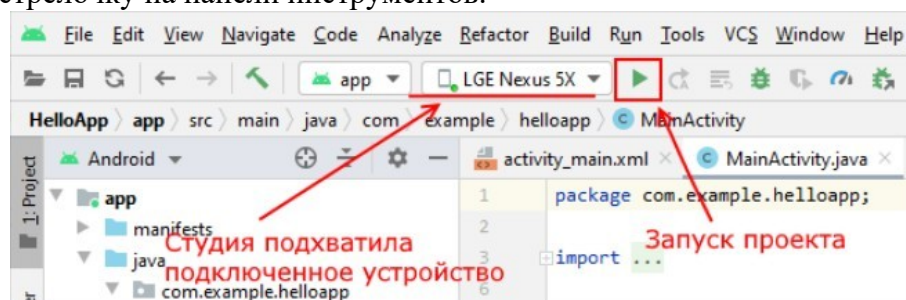 стрелочку на панели инструментов.
File Edit View Navigate Code Analyze Refactor Build Run Tools VCS Window Help
app LGE Nexus 5X
HelloApp app src main java com example helloapp C MainActivity
1: Project
Android activity_main.xml C MainActivity.java
app 1 package com.example.helloapp;
manifests 2
Студия подхватила
java 3 import ...
Запуск проекта
подключенное устройство
com.example.helloapp 6